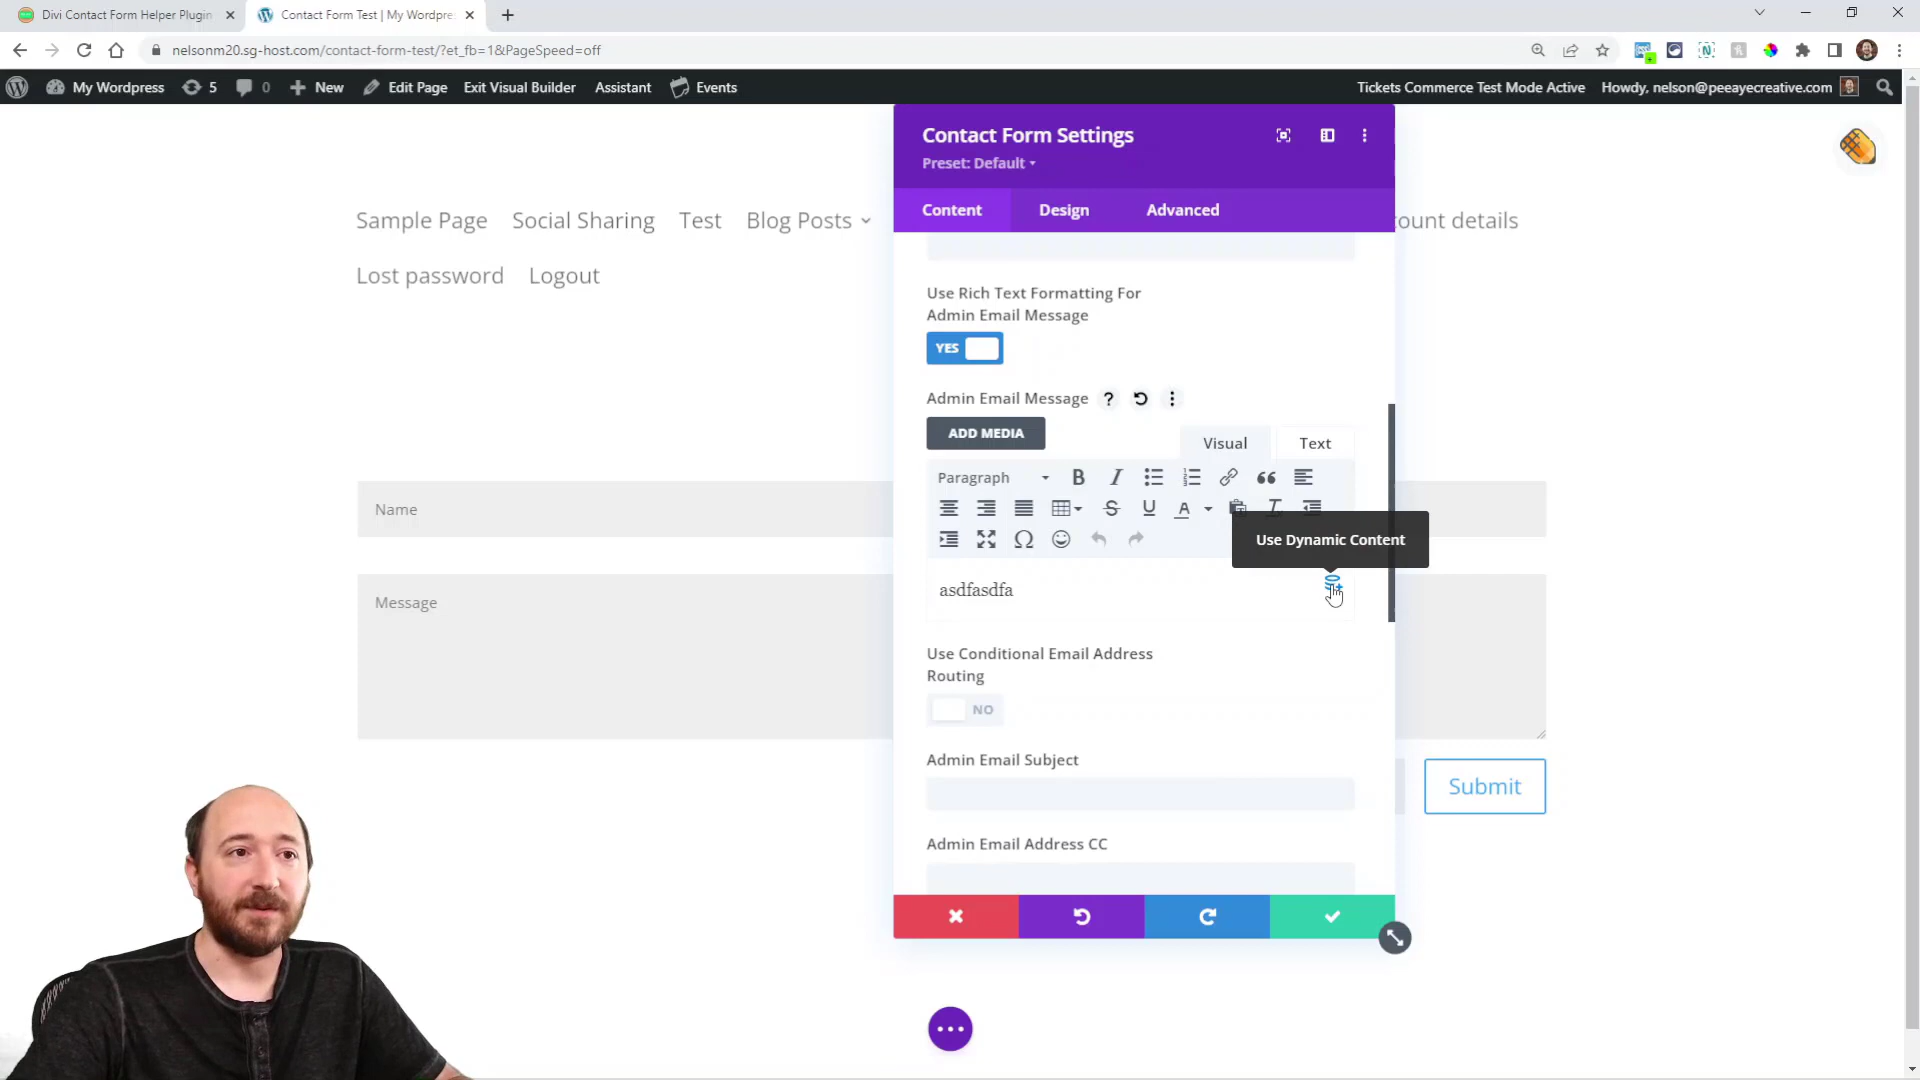 Divi Contact Form Helper Plugin
Contact Form Test | My Wordpre
nelsonm20.sg-host.com/contact-form-test/?et_fb=1&PageSpeed=off
My Wordpress 5 0 New Edit Page Exit Visual Builder Assistant Events Tickets Commerce Test Mode Active Howdy, nelson@peeayecreative.com
Contact Form Settings
Preset: Default
Content Design Advanced
Sample Page Social Sharing Test Blog Posts ount details
Lost password Logout
Use Rich Text Formatting For
Admin Email Message
YES
Admin Email Message ?
ADD MEDIA
Visual Text
Paragraph B I
S U A
Use Dynamic Content
asdfasdfa
Name
Message
Use Conditional Email Address
Routing
NO
Admin Email Subject
Submit
Admin Email Address CC